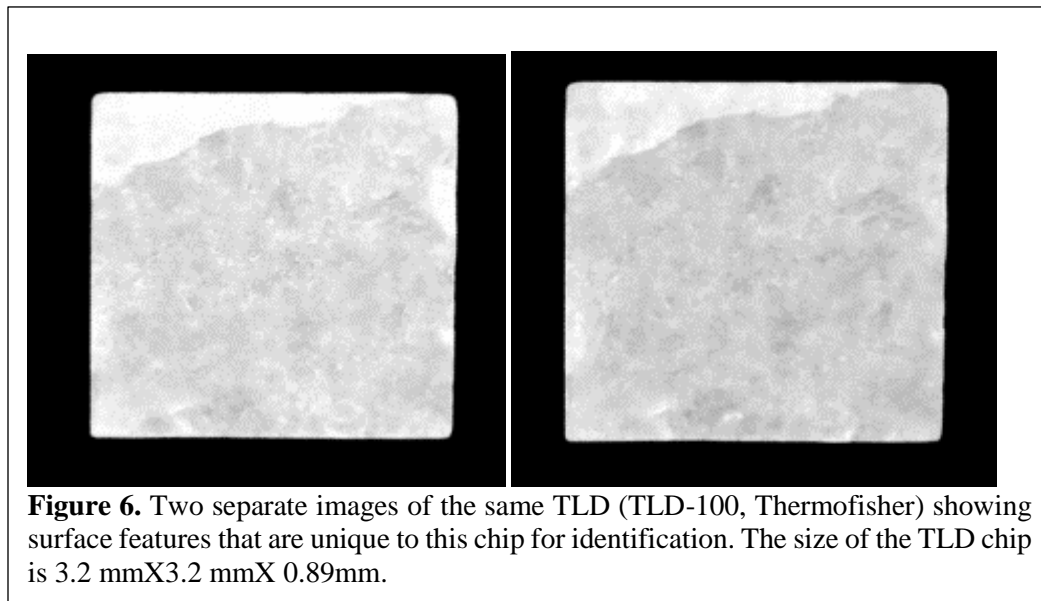 Figure 6. Two separate images of the same TLD (TLD-100, Thermofisher) showing
surface features that are unique to this chip for identification. The size of the TLD chip
is 3.2 mmX3.2 mmX 0.89mm.